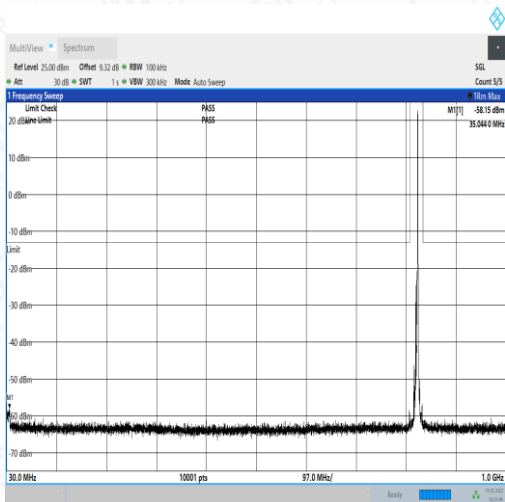 MultiView Spectrum
Ref Level 25.00 dBm Offset 9.32 dB RBW 100 kHz SGL
Att 30 dB SWT 1 s VBW 300 kHz Mode Auto Sweep Count 5/5
1 Frequency Sweep 1Rm Max
Limit Check PASS M1[1] -58.15 dBm
20 dBm Line Limit PASS 35.0440 MHz
10 dBm
0 dBm
-10 dBm
Limit
-20 dBm
-30 dBm
-40 dBm
-50 dBm
M1
-60 dBm
-70 dBm
30.0 MHz 10001 pts 97.0 MHz/ 1.0 GHz
Ready